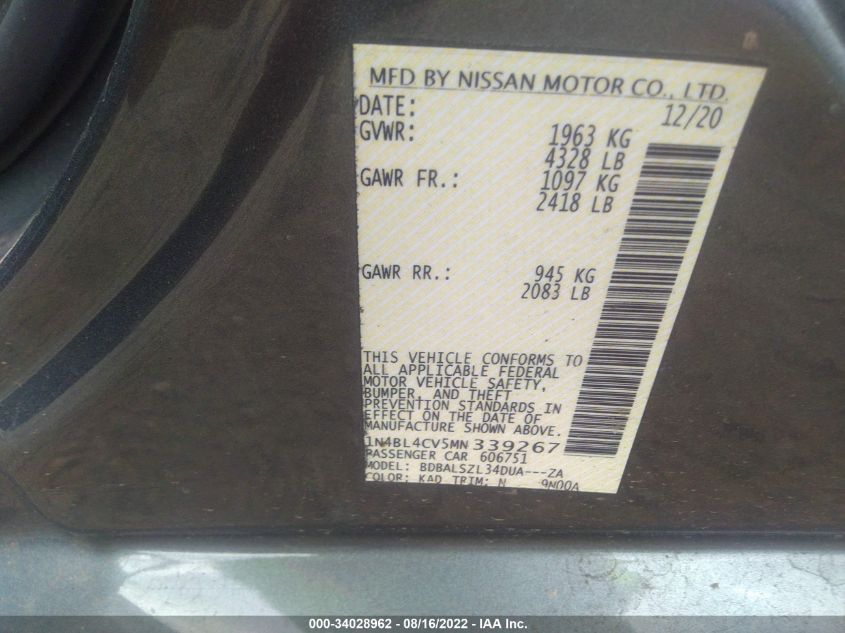 MFD BY NISSAN MOTOR CO., LTD.
DATE: 12/20
GVWR: 1963 KG
4328 LB
GAWR FR.: 1097 KG
2418 LB
GAWR RR.: 945 KG
2083 LB
THIS VEHICLE CONFORMS TO
ALL APPLICABLE FEDERAL
MOTOR VEHICLE SAFETY,
BUMPER, AND THEFT
PREVENTION STANDARDS IN
EFFECT ON THE DATE OF
MANUFACTURE SHOWN ABOVE.
1N4BL4CV5MN339267
PASSENGER CAR 606751
MODEL: BDBALSZL34DUA---ZA
COLOR: KAD TRIM: N 9N00A
000-34028962 - 08/16/2022 - IAA Inc.